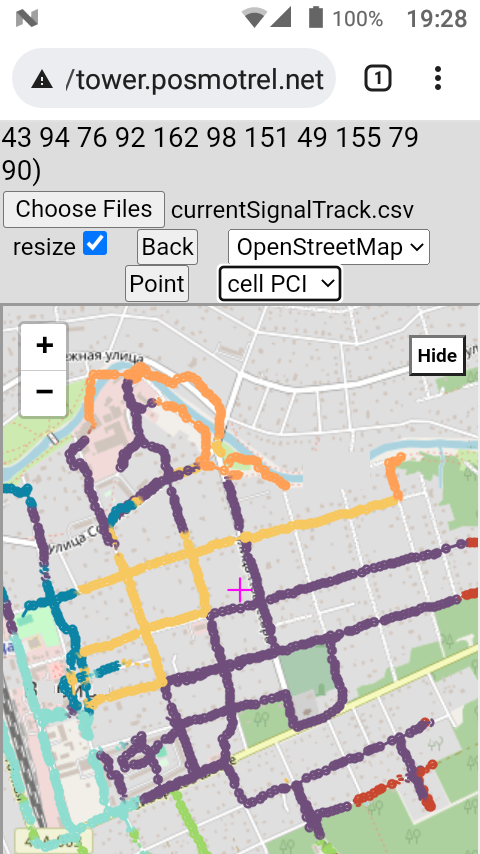 100% 19:28
/tower.posmotrel.net 1
43 94 76 92 162 98 151 49 155 79
90)
Choose Files currentSignalTrack.csv
resize Back OpenStreetMap
Point cell PCI
+
Hide
−
ежная улица
улица Со